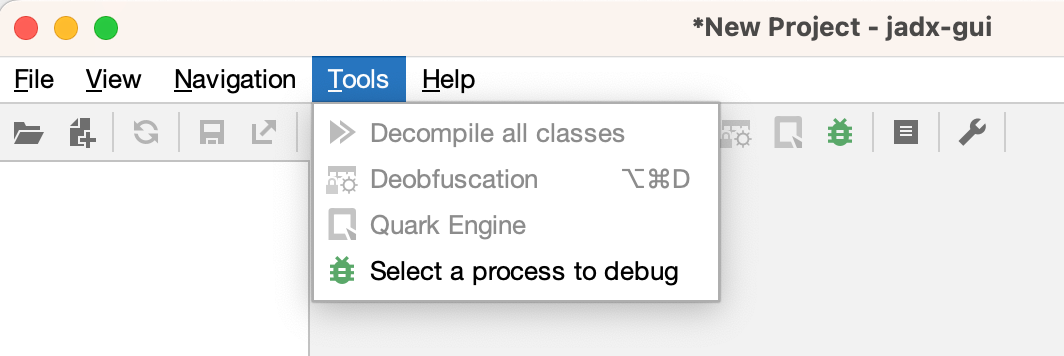 *New Project - jadx-gui
File View Navigation Tools Help
Decompile all classes
Deobfuscation ⌥⌘D
Quark Engine
Select a process to debug